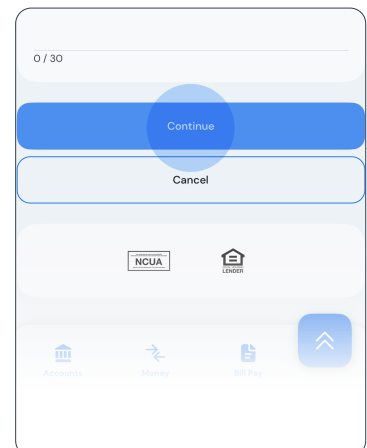 0 / 30
Continue
Cancel
NCUA
LENDER
Accounts
Money
Bill Pay